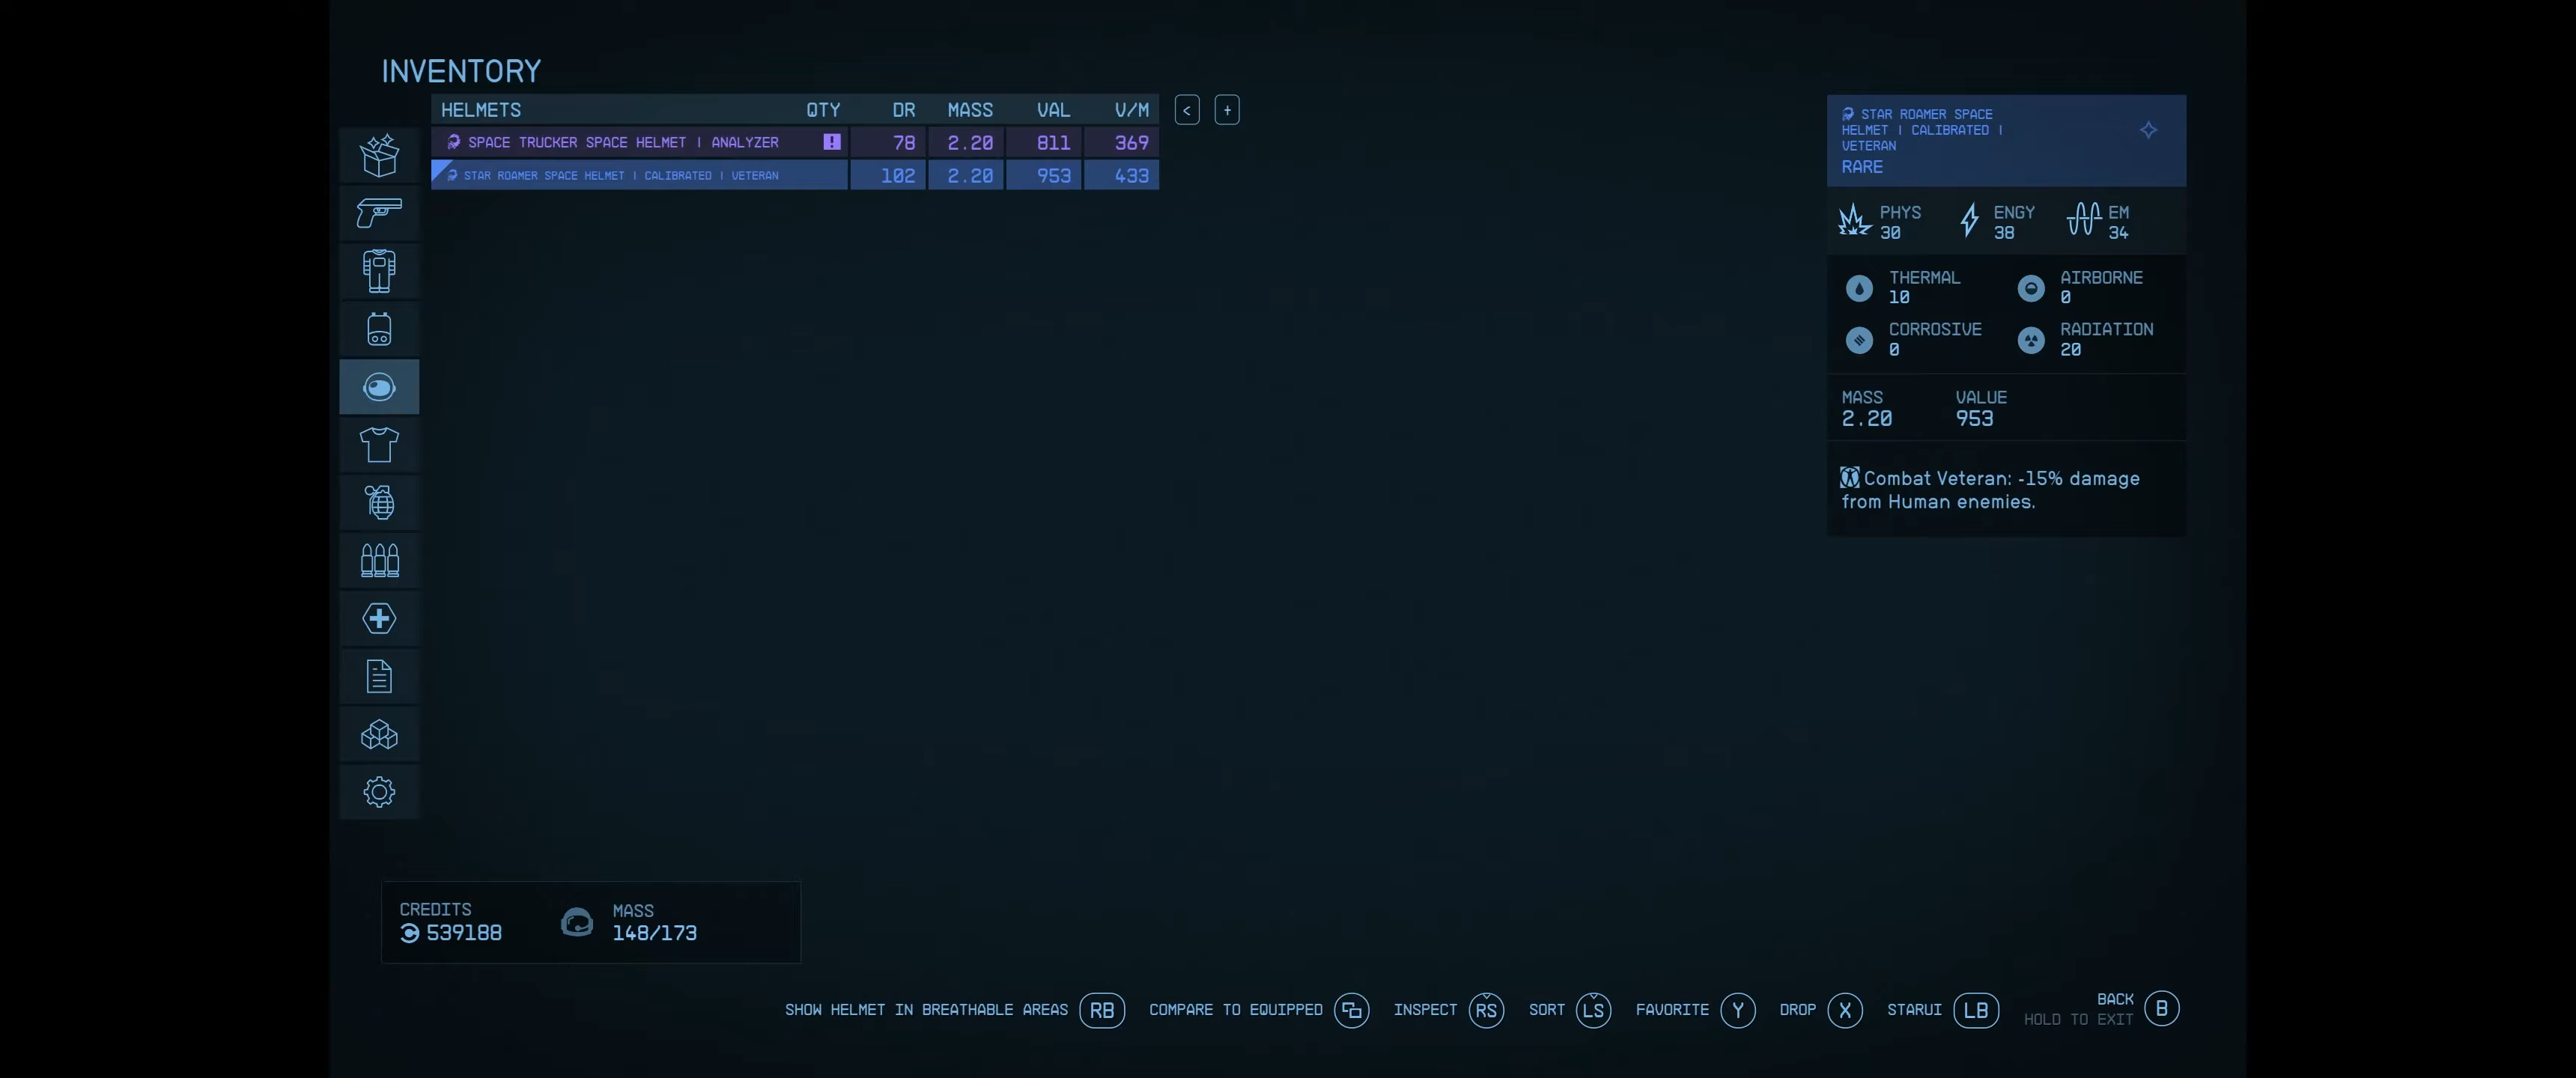 INVENTORY
HELMETS QTY DR MASS VAL V/M < +
SPACE TRUCKER SPACE HELMET | ANALYZER ! 78 2.20 811 369
STAR ROAMER SPACE HELMET | CALIBRATED | VETERAN 102 2.20 953 433
STAR ROAMER SPACE
HELMET | CALIBRATED |
VETERAN
RARE
PHYS ENGY EM
30 38 34
THERMAL AIRBORNE
10 0
CORROSIVE RADIATION
0 20
MASS VALUE
2.20 953
Combat Veteran: -15% damage
from Human enemies.
CREDITS MASS
539188 148/173
SHOW HELMET IN BREATHABLE AREAS RB COMPARE TO EQUIPPED INSPECT RS SORT LS FAVORITE Y DROP X STARUI LB BACK B
HOLD TO EXIT